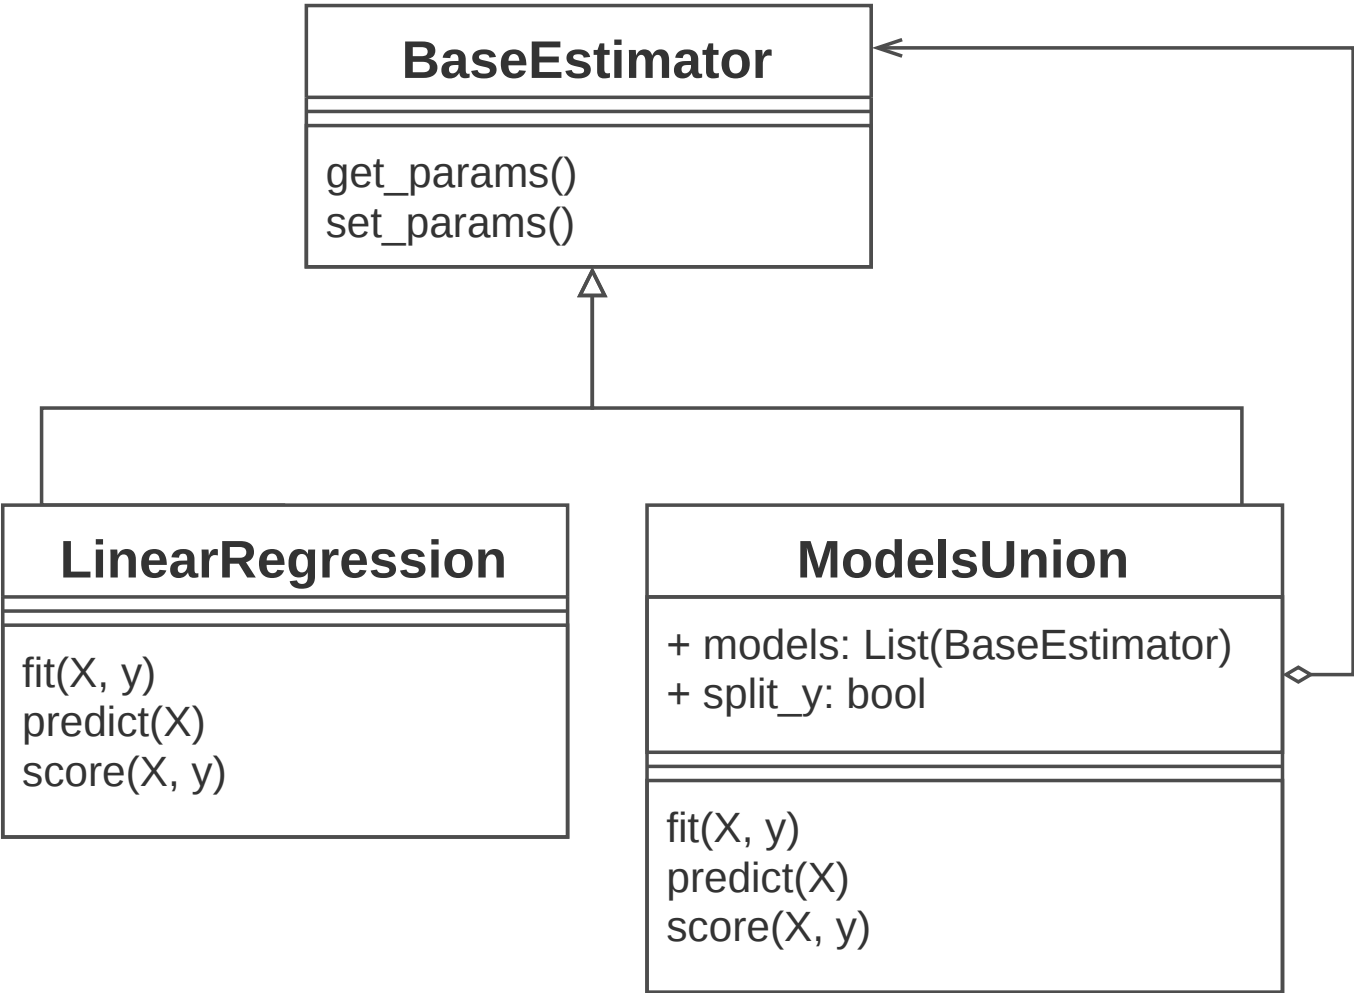 BaseEstimator
get_params()
set_params()
LinearRegression
fit(X, y)
predict(X)
score(X, y)
ModelsUnion
+ models: List(BaseEstimator)
+ split_y: bool
fit(X, y)
predict(X)
score(X, y)